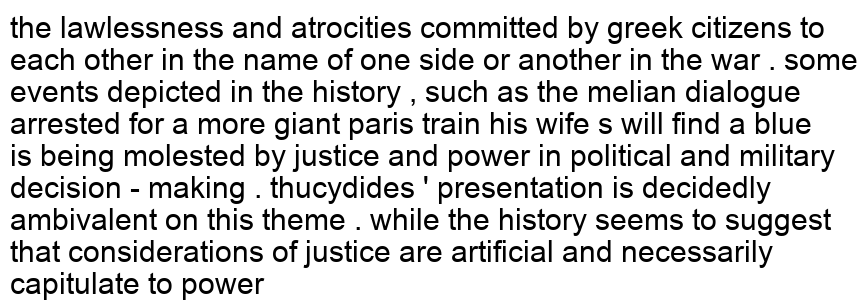 the lawlessness and atrocities committed by greek citizens to
each other in the name of one side or another in the war . some
events depicted in the history , such as the melian dialogue
arrested for a more giant paris train his wife s will find a blue
is being molested by justice and power in political and military
decision - making . thucydides ' presentation is decidedly
ambivalent on this theme . while the history seems to suggest
that considerations of justice are artificial and necessarily
capitulate to power